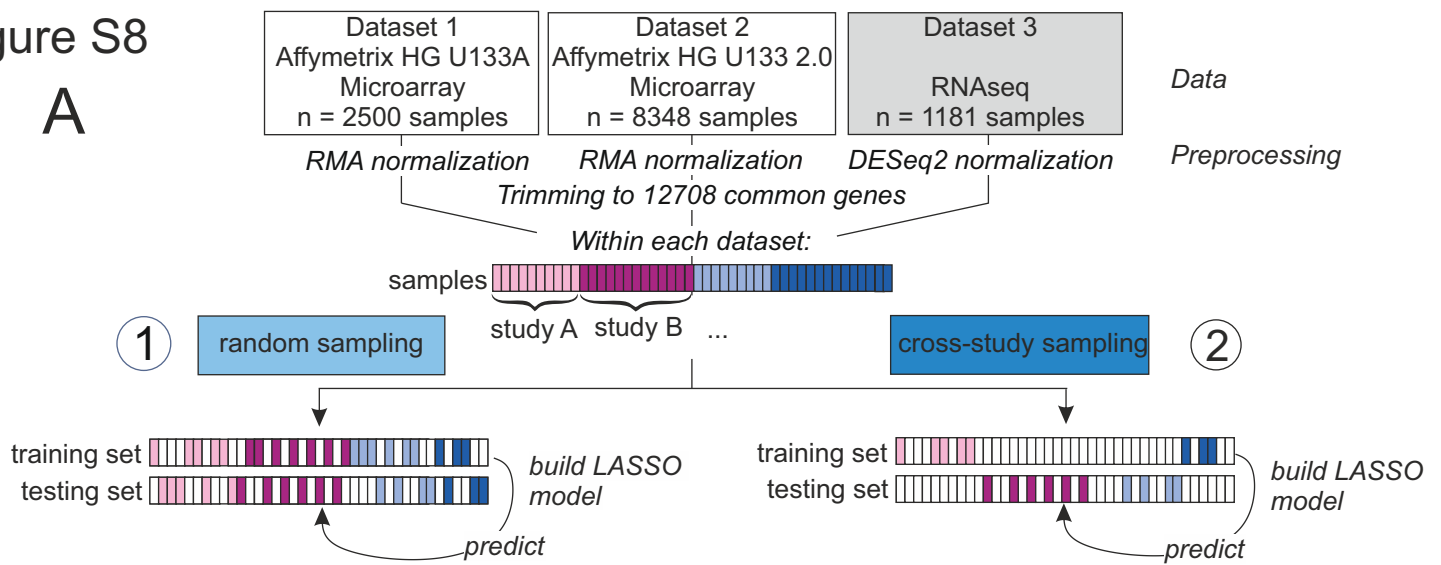 gure S8
A
Dataset 1
Affymetrix HG U133A
Microarray
n = 2500 samples
Dataset 2
Affymetrix HG U133 2.0
Microarray
n = 8348 samples
Dataset 3
RNAseq
n = 1181 samples
Data
RMA normalization
RMA normalization
DESeq2 normalization
Preprocessing
Trimming to 12708 common genes
Within each dataset:
samples
study A
study B
...
1
random sampling
cross-study sampling
2
training set
testing set
build LASSO
model
predict
training set
testing set
build LASSO
model
predict